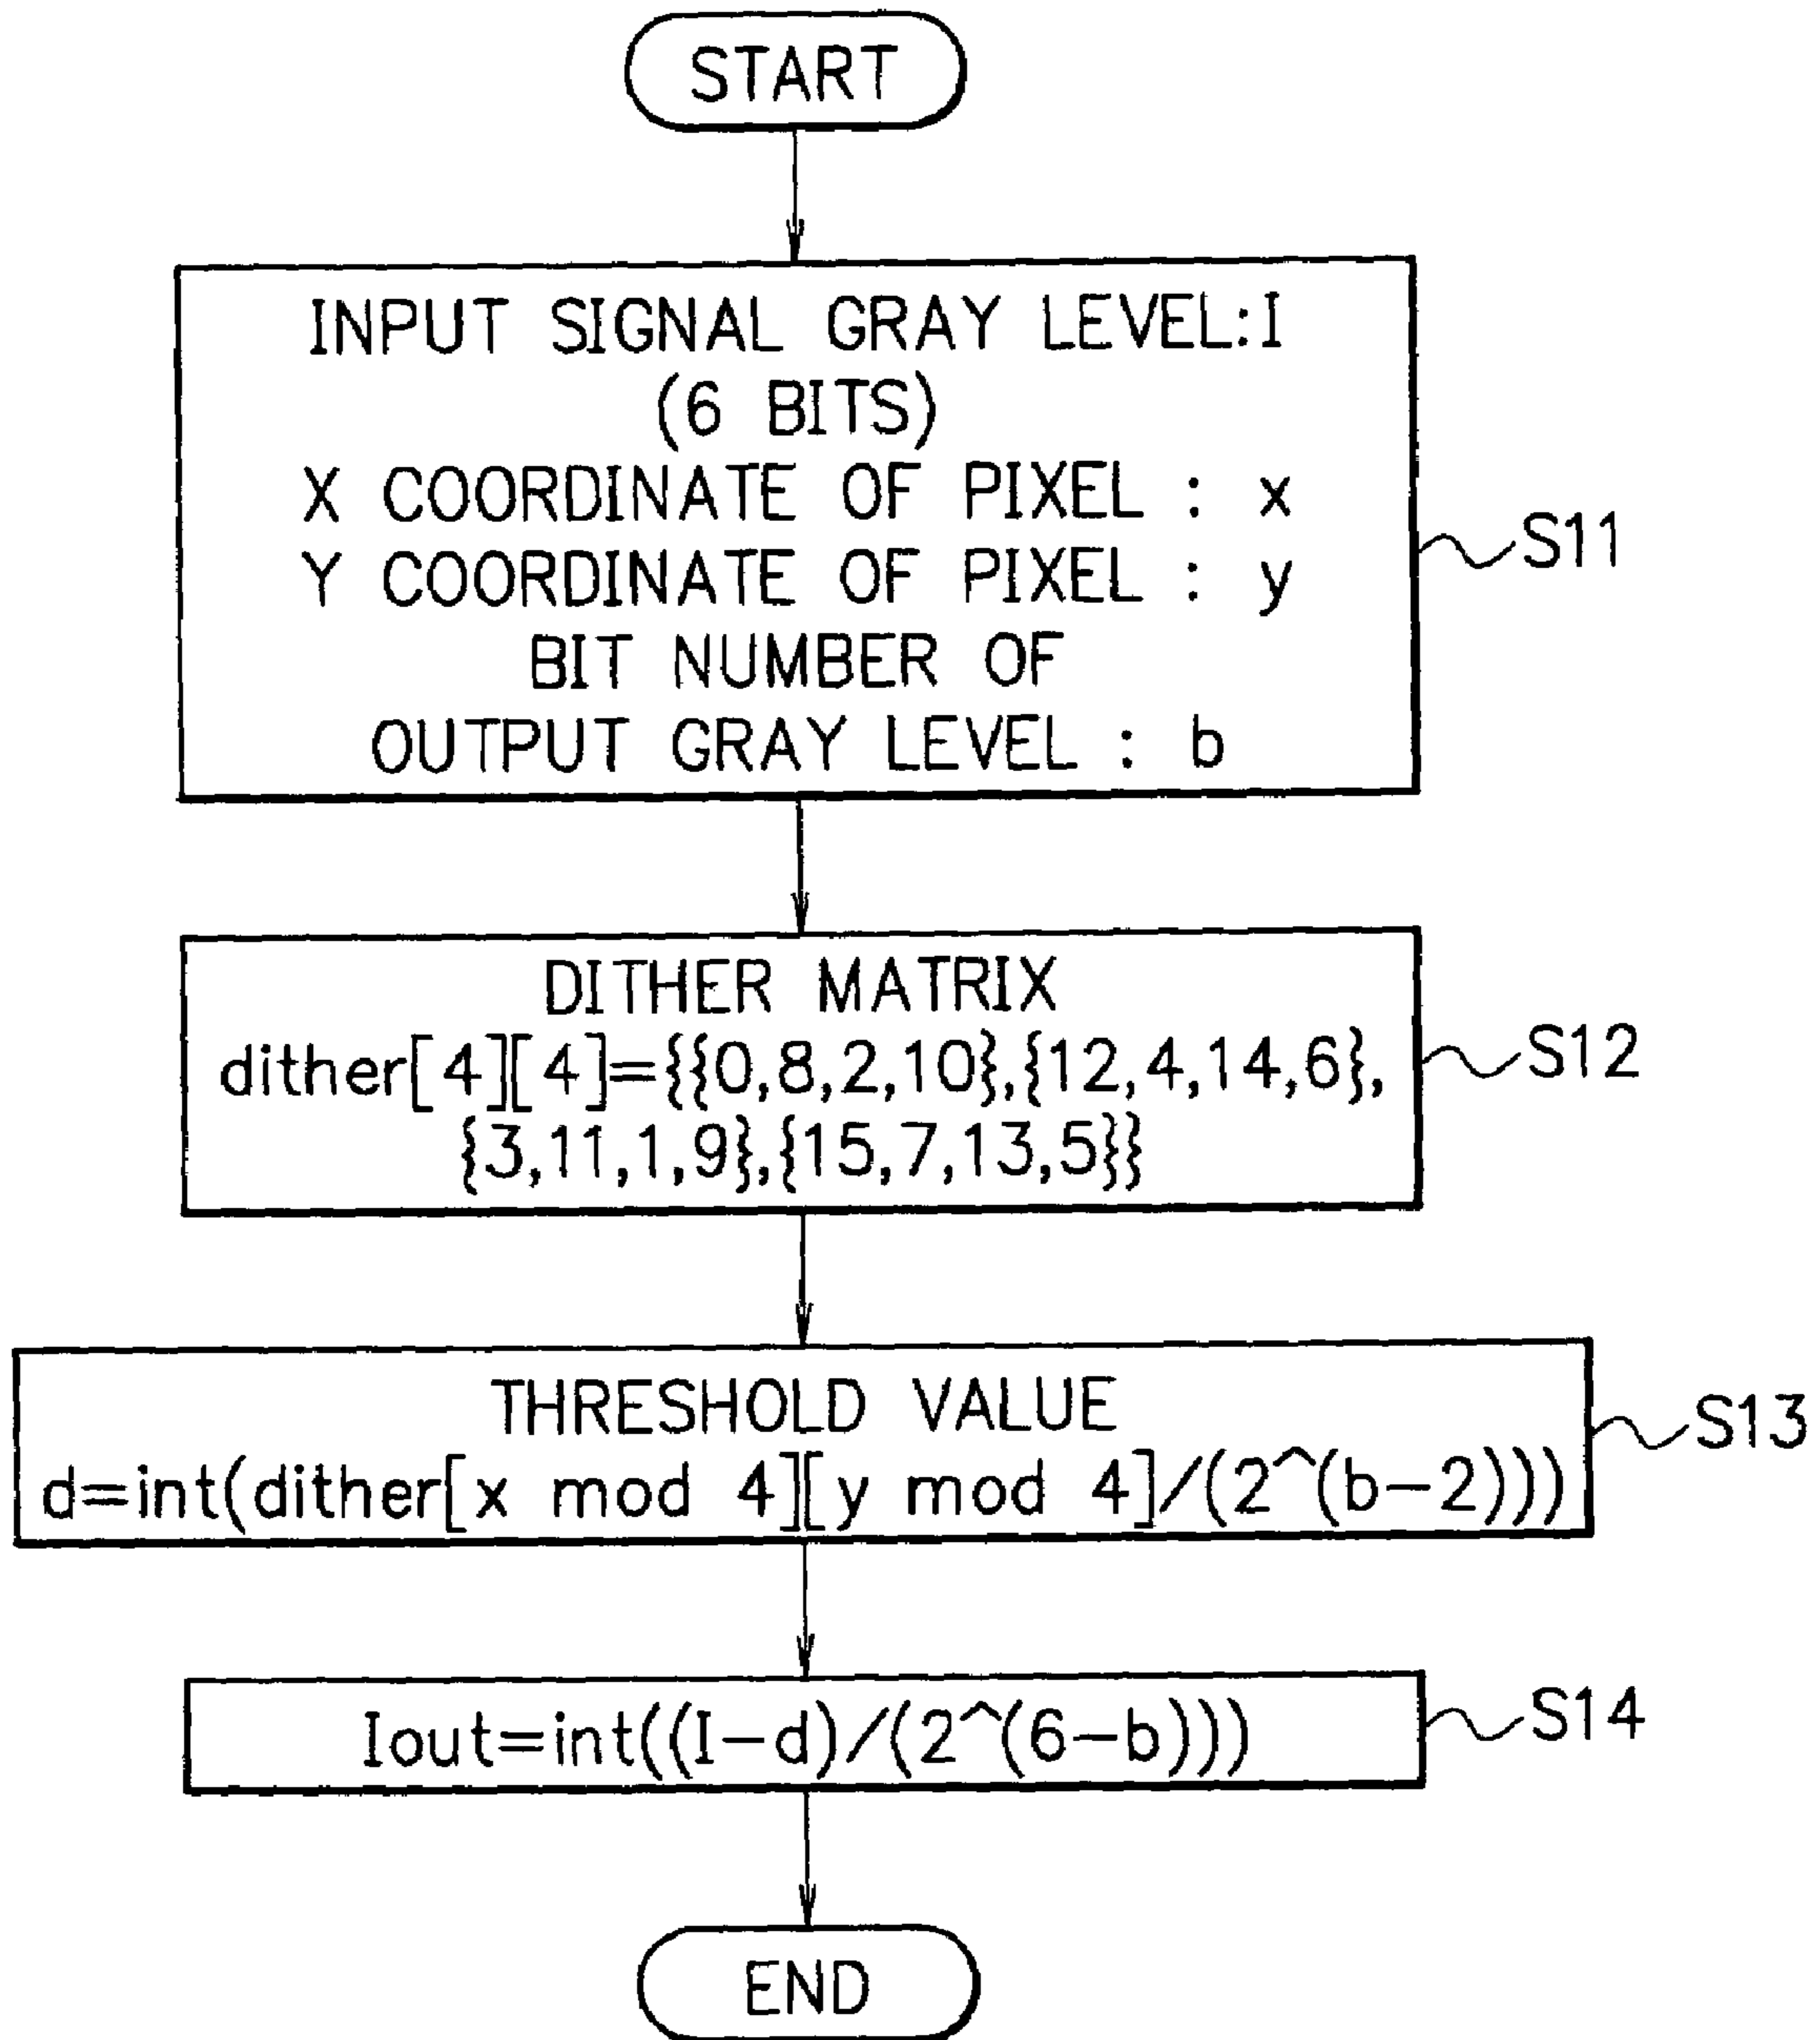 START
INPUT SIGNAL GRAY LEVEL:I
(6 BITS)
X COORDINATE OF PIXEL : x
Y COORDINATE OF PIXEL : y
BIT NUMBER OF
OUTPUT GRAY LEVEL : b
S11
DITHER MATRIX
dither[4][4]={{0,8,2,10},{12,4,14,6},
{3,11,1,9},{15,7,13,5}}
S12
THRESHOLD VALUE
d=int(dither[x mod 4][y mod 4]/(2^(b-2)))
S13
Iout=int((I-d)/(2^(6-b)))
S14
END